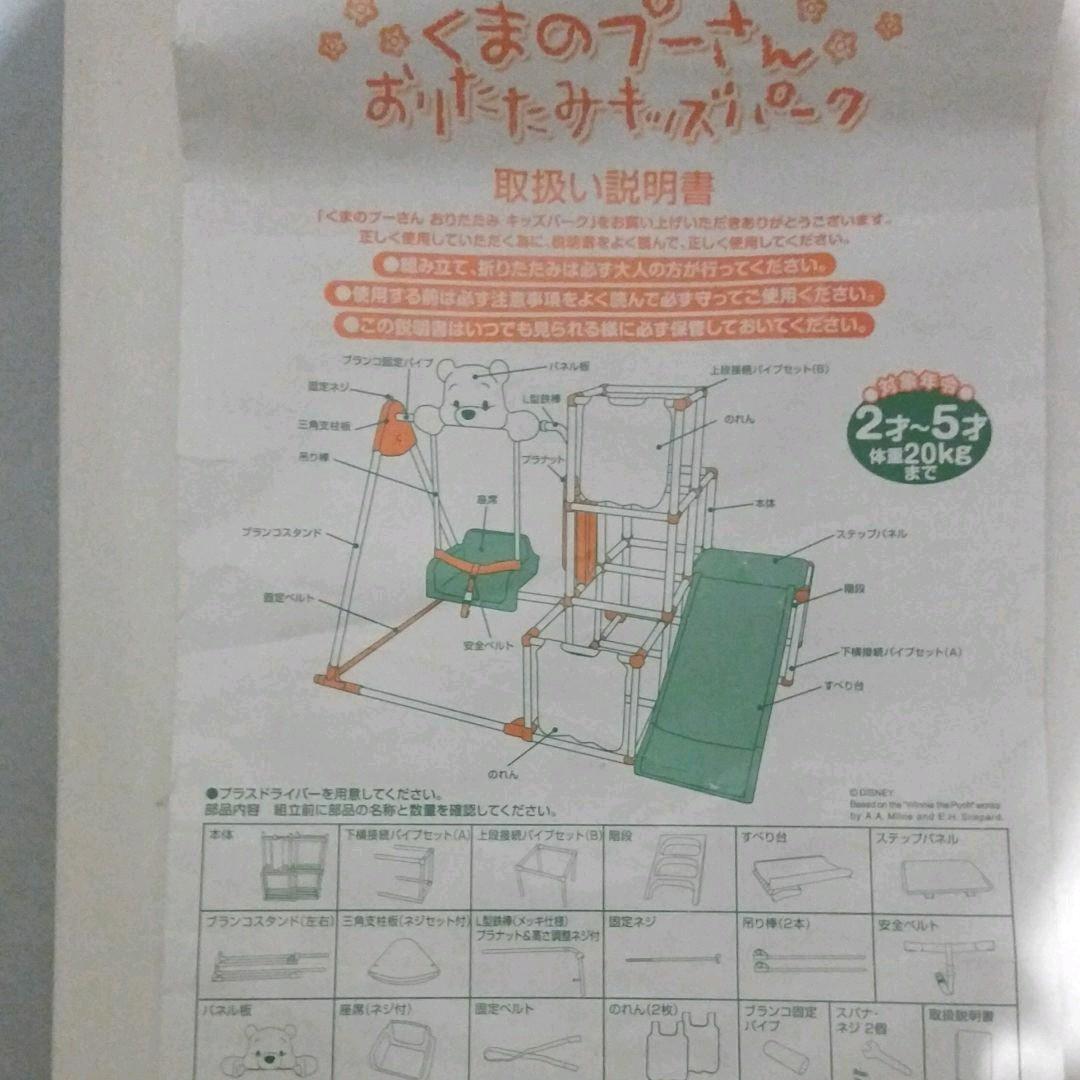 くまのプーさん
おりたたみキッズパーク
取扱い説明書
「くまのプーさん おりたたみ キッズパーク」をお買い上げいただきありがとうございます。
正しく使用していただく為に、説明書をよく読んで、正しく使用してください。
●組み立て、折りたたみは必ず大人の方が行ってください。
●使用する前は必ず注意事項をよく読んで必ず守ってご使用ください。
●この説明書はいつでも見られる様に必ず保管しておいてください。
ブランコ固定パイプ
パネル板
上段接続パイプセット(B)
固定ネジ
L型鉄棒
三角支柱板
のれん
●対象年令●
2才～5才
体重20kg
まで
吊り棒
プラナット
座席
本体
ブランコスタンド
ステップパネル
階段
固定ベルト
安全ベルト
下横接続パイプセット(A)
すべり台
のれん
●プラスドライバーを用意してください。
部品内容 組立前に部品の名称と数量を確認してください。
©DISNEY
Based on the "Winnie the Pooh" works
by A.A. Milne and E.H. Shepard.
本体
下横接続パイプセット(A)
上段接続パイプセット(B)
階段
すべり台
ステップパネル
ブランコスタンド(左右)
三角支柱板(ネジセット付)
L型鉄棒(メッキ仕様)
プラナット&高さ調整ネジ付
固定ネジ
吊り棒(2本)
安全ベルト
パネル板
座席(ネジ付)
固定ベルト
のれん(2枚)
ブランコ固定
パイプ
スパナ・
ネジ 2個
取扱説明書